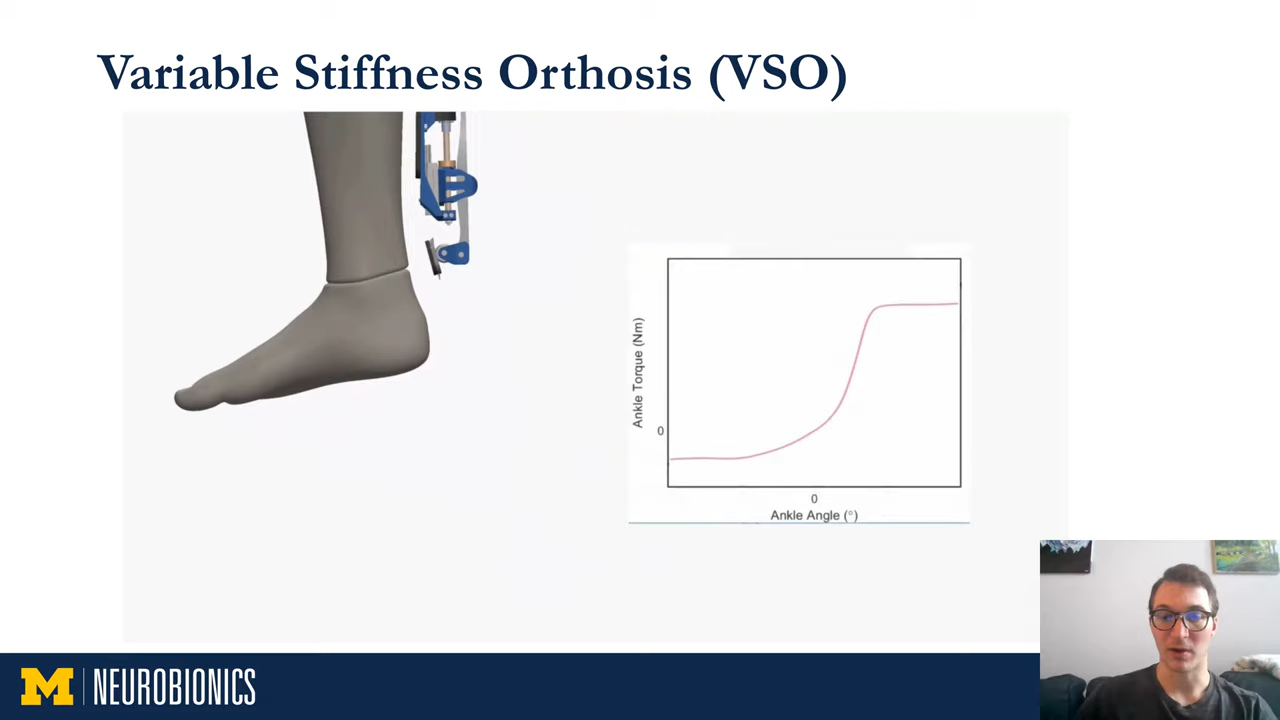 Variable Stiffness Orthosis (VSO)
Ankle Torque (Nm)
0
0
Ankle Angle (°)
M NEUROBIONICS